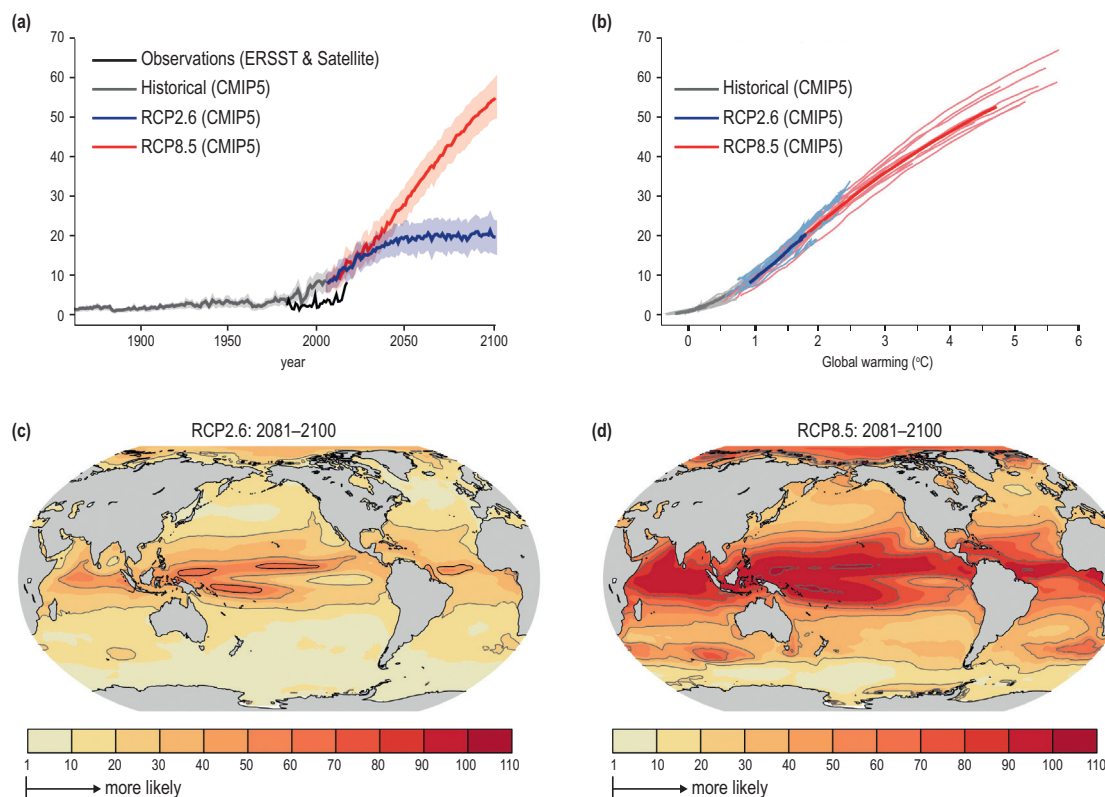 (a)
70
60
50
40
30
20
10
0
Observations (ERSST & Satellite)
Historical (CMIP5)
RCP2.6 (CMIP5)
RCP8.5 (CMIP5)
1900 1950 2000 2050 2100
year
(b)
70
60
50
40
30
20
10
0
Historical (CMIP5)
RCP2.6 (CMIP5)
RCP8.5 (CMIP5)
0 1 2 3 4 5 6
Global warming (°C)
(c)
RCP2.6: 2081–2100
1 10 20 30 40 50 60 70 80 90 100 110
more likely
(d)
RCP8.5: 2081–2100
1 10 20 30 40 50 60 70 80 90 100 110
more likely